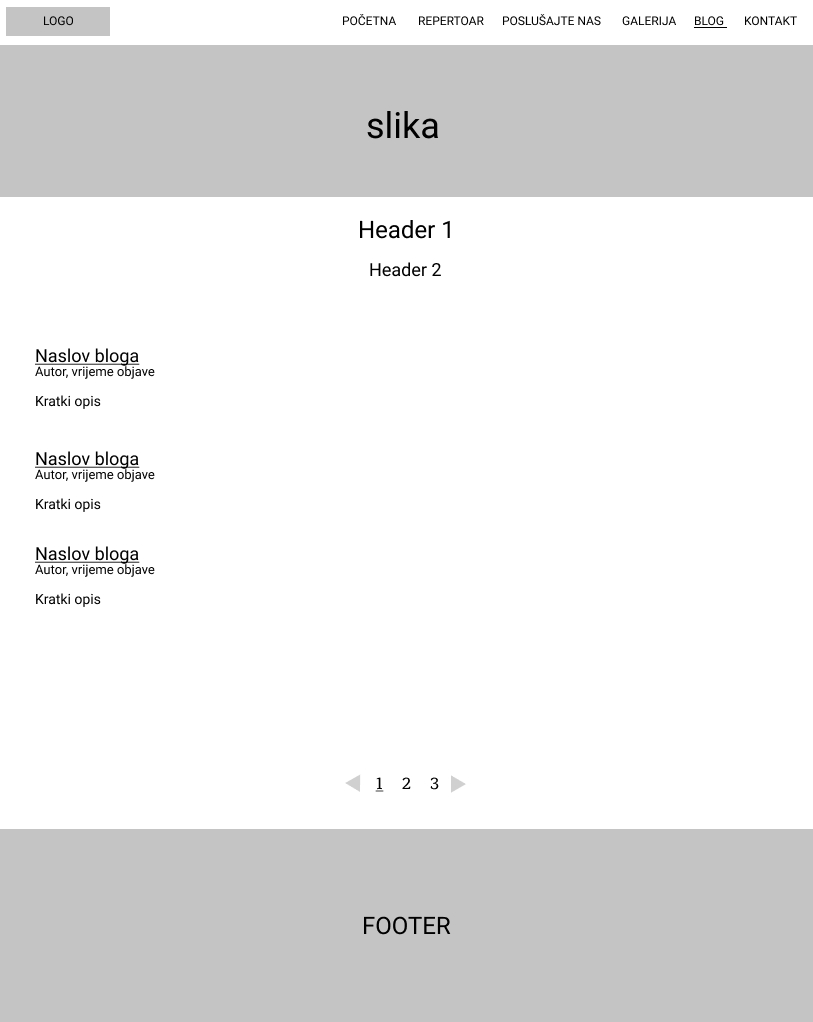 LOGO
POČETNA REPERTOAR POSLUŠAJTE NAS GALERIJA BLOG KONTAKT
slika
Header 1
Header 2
Naslov bloga
Autor, vrijeme objave
Kratki opis
Naslov bloga
Autor, vrijeme objave
Kratki opis
Naslov bloga
Autor, vrijeme objave
Kratki opis
1 2 3
FOOTER